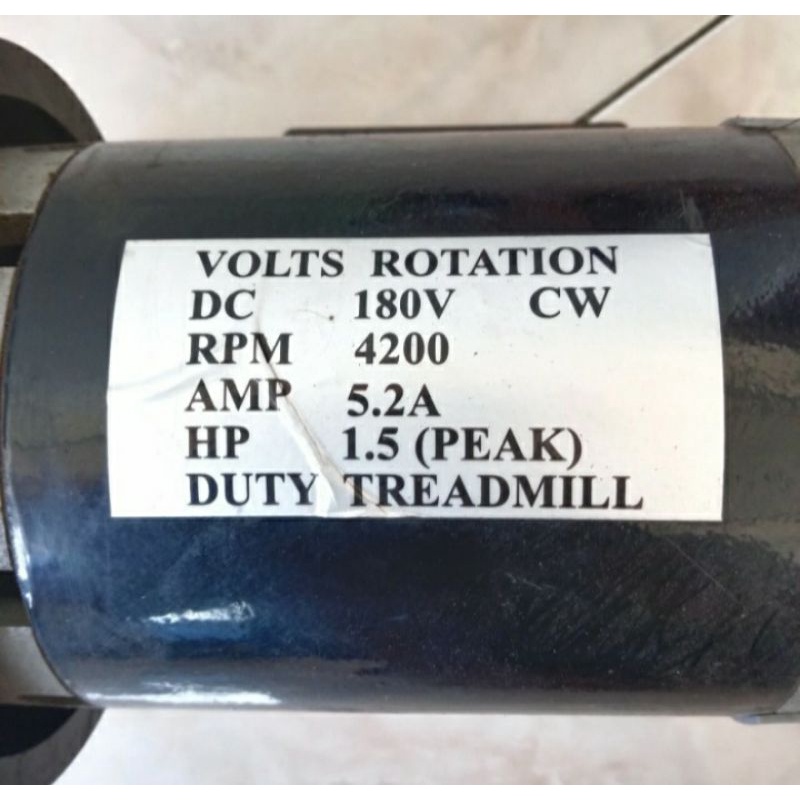 VOLTS ROTATION
DC 180V CW
RPM 4200
AMP 5.2A
HP 1.5 (PEAK)
DUTY TREADMILL